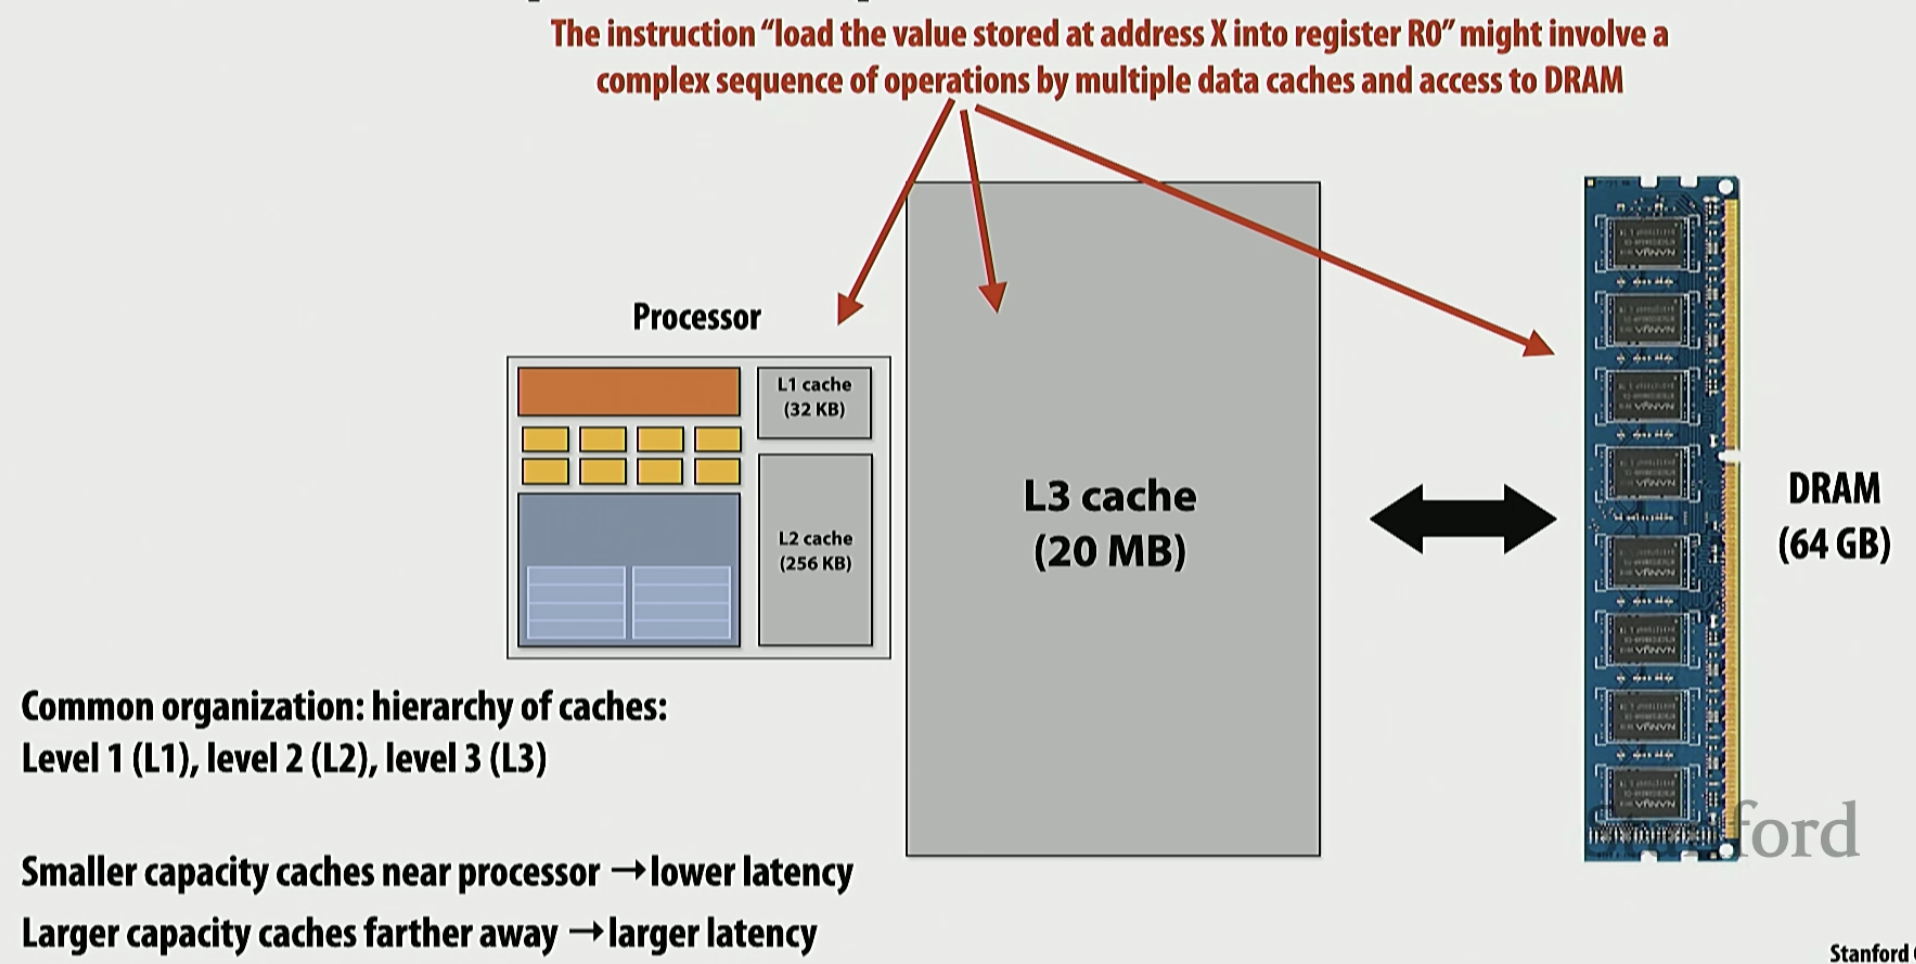 The instruction “load the value stored at address X into register R0” might involve a
complex sequence of operations by multiple data caches and access to DRAM
Processor
L1 cache
(32 KB)
L2 cache
(256 KB)
L3 cache
(20 MB)
DRAM
(64 GB)
Common organization: hierarchy of caches:
Level 1 (L1), level 2 (L2), level 3 (L3)
Smaller capacity caches near processor → lower latency
Larger capacity caches farther away → larger latency
Stanford
Stanford